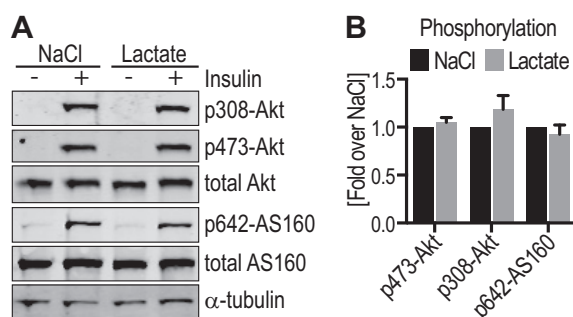 A
NaCl Lactate
- + - + Insulin
p308-Akt
p473-Akt
total Akt
p642-AS160
total AS160
α-tubulin
B
Phosphorylation
NaCl Lactate
[Fold over NaCl]
1.5
1.0
0.5
0.0
p473-Akt
p308-Akt
p642-AS160